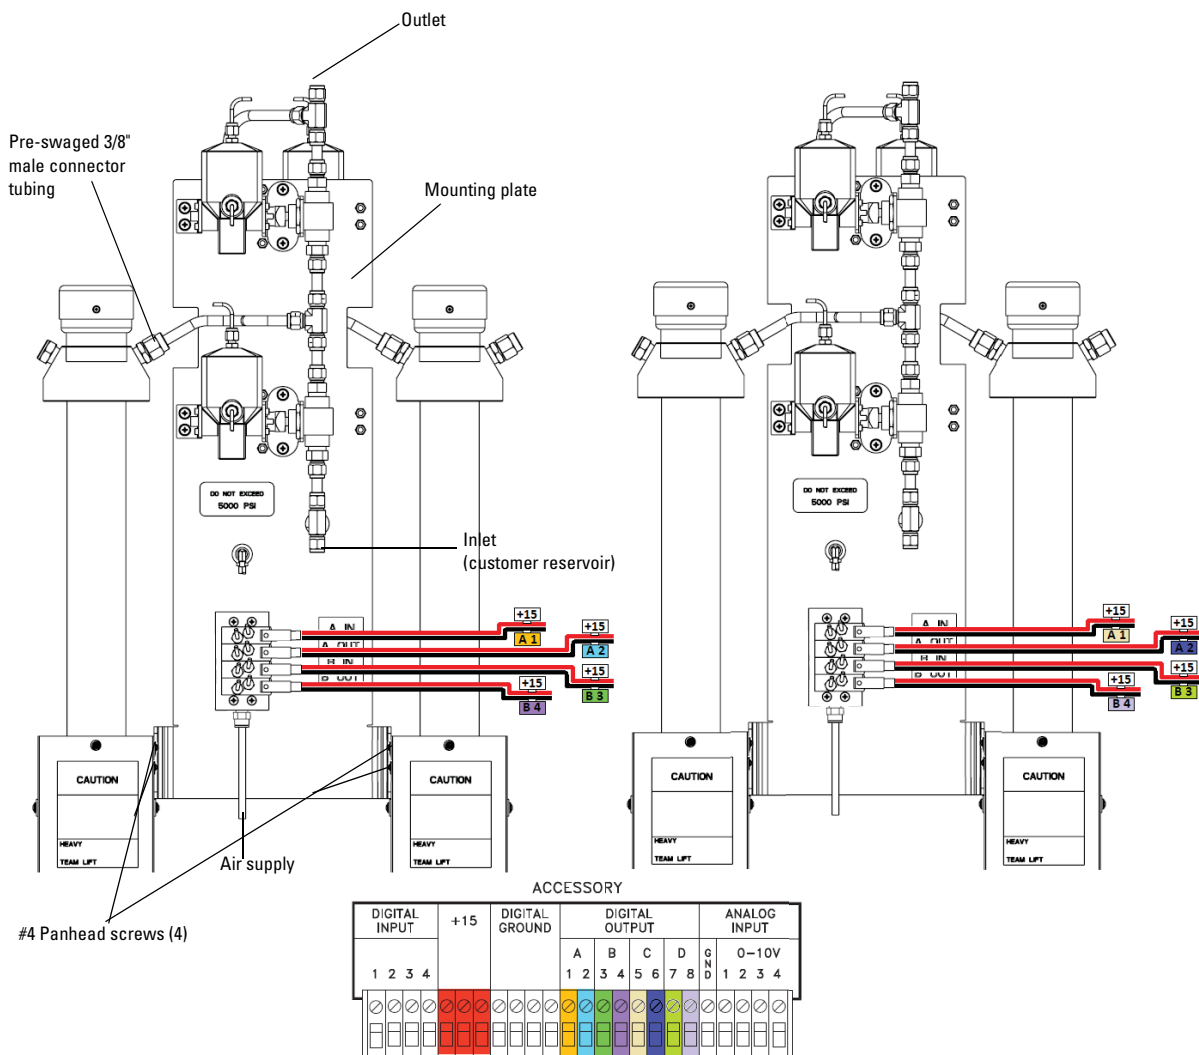 Outlet
Pre-swaged 3/8"
male connector
tubing
Mounting plate
DO NOT EXCEED
5000 PSI
DO NOT EXCEED
5000 PSI
Inlet
(customer reservoir)
A IN
A OUT
B IN
B OUT
+15
A 1
+15
A 2
+15
B 3
+15
B 4
A IN
A OUT
B IN
B OUT
+15
A 1
+15
A 2
+15
B 3
+15
B 4
CAUTION
HEAVY
TEAM LIFT
CAUTION
HEAVY
TEAM LIFT
CAUTION
HEAVY
TEAM LIFT
CAUTION
HEAVY
TEAM LIFT
Air supply
#4 Panhead screws (4)
ACCESSORY
DIGITAL
INPUT
1 2 3 4
+15
DIGITAL
GROUND
DIGITAL
OUTPUT
A B C D
1 2 3 4 5 6 7 8
ANALOG
INPUT
GND
0-10V
1 2 3 4